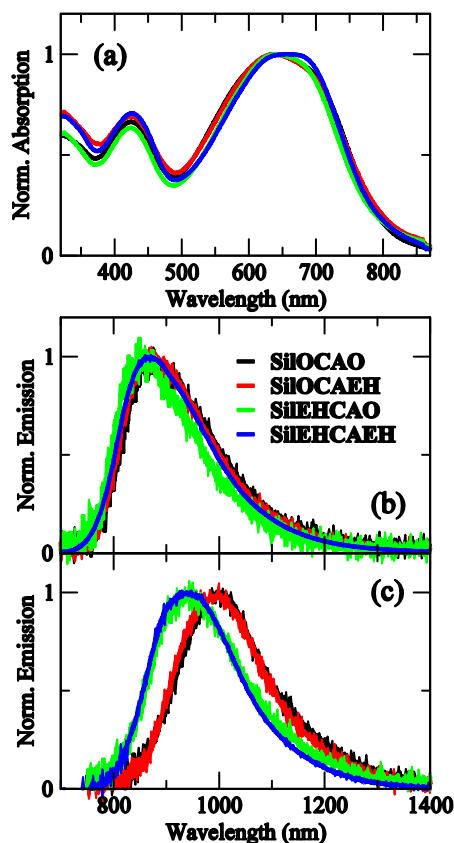 (a)
Norm. Absorption
1
0
400 500 600 700 800
Wavelength (nm)
SilOCAO
SilOCAEH
SilEHCAO
SilEHCAEH
(b)
Norm. Emission
1
0
(c)
Norm. Emission
1
0
800 1000 1200 1400
Wavelength (nm)